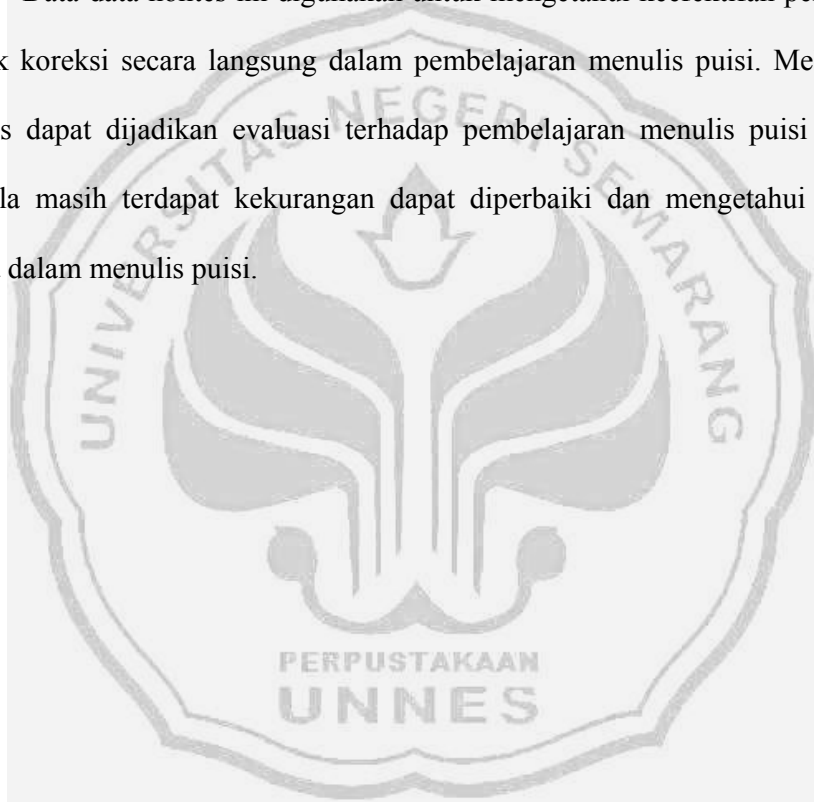 Data-data nontes ini digunakan untuk mengetahui keefektifan pe
k koreksi secara langsung dalam pembelajaran menulis puisi. Me
s dapat dijadikan evaluasi terhadap pembelajaran menulis puisi
la masih terdapat kekurangan dapat diperbaiki dan mengetahui
dalam menulis puisi.
UNIVERSITAS NEGERI SEMARANG
PERPUSTAKAAN
UNNES